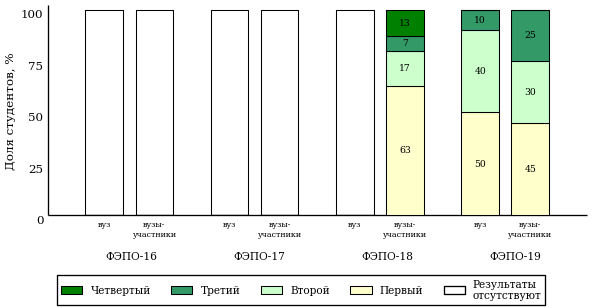 Доля студентов, %
100
75
50
25
0
13
7
17
63
10
40
50
25
30
45
вуз
вузы-
участники
вуз
вузы-
участники
вуз
вузы-
участники
вуз
вузы-
участники
ФЭПО-16
ФЭПО-17
ФЭПО-18
ФЭПО-19
Четвертый
Третий
Второй
Первый
Результаты
отсутствуют